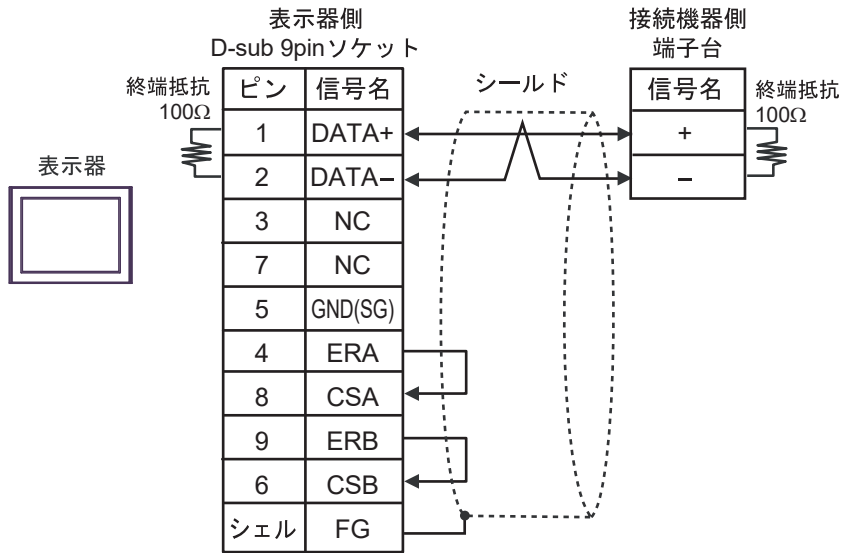 表示器側
D-sub 9pinソケット
接続機器側
端子台
終端抵抗
100Ω
ピン 信号名
シールド
信号名
終端抵抗
100Ω
1 DATA+
+
2 DATA−
−
表示器
3 NC
7 NC
5 GND(SG)
4 ERA
8 CSA
9 ERB
6 CSB
シェル FG